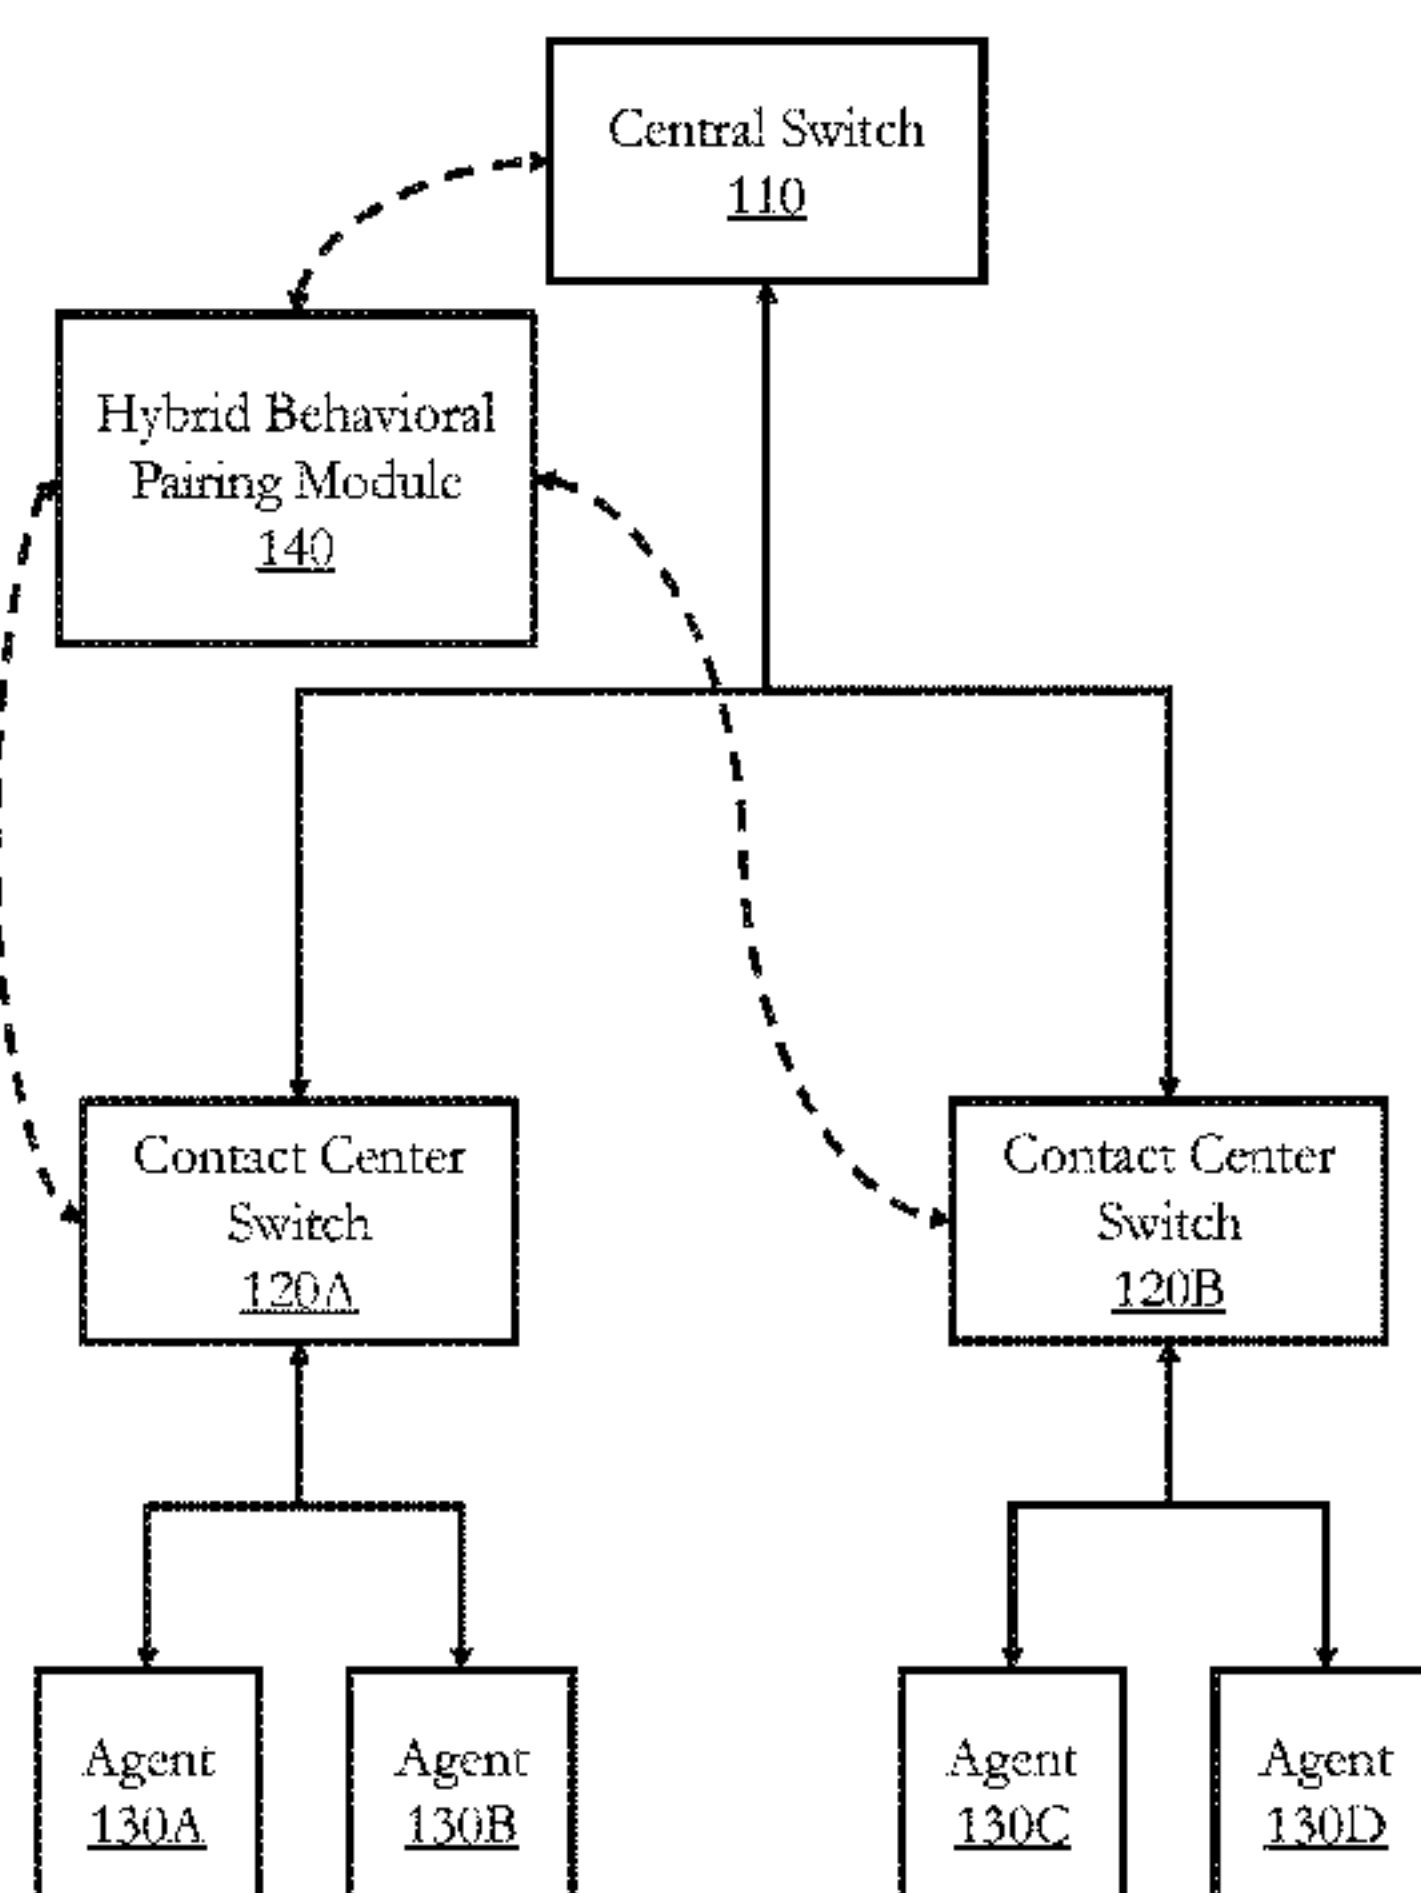 Central Switch
110
Hybrid Behavioral
Pairing Module
140
Contact Center
Switch
120A
Contact Center
Switch
120B
Agent
130A
Agent
130B
Agent
130C
Agent
130D